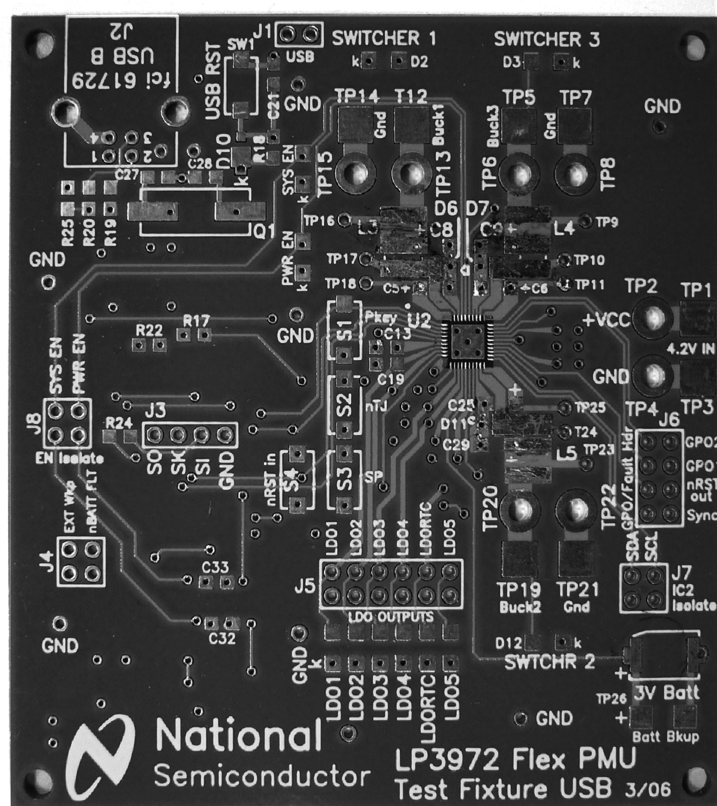 J2
USB B
fci 61729
4 3
1 2
C27
C28
SW1
USB RST
D10
k
R18
C21
J1
USB
GND
SWITCHER 1
k D2
SWITCHER 3
D3 k
TP14
T12
Gnd
Buck1
TP15
TP13
TP5
TP7
Buck3
Gnd
TP6
TP8
GND
SYS EN
k
PWR EN
k
R25
R20
R19
Q1
TP16
L3
D6 D7
C8
C9
L4
TP9
TP17
TP10
TP18
C5+
+C6
TP11
GND
GND
U2
TP2
TP1
+VCC
4.2V IN
GND
TP4
TP3
R22
R17
S1
Pkey
C13
C19
S2
nTJ
S3
SP
S4
nRST in
SYS EN
PWR EN
J8
EN Isolate
R24
J3
SO
SK
SI
GND
C25
D11
C29
TP25
T24
TP23
L5
J6
GPO/Fault Hdr
GPO2
GPO
nRST
out
Sync
EXT Wkp
nBATT FLT
J4
TP20
TP22
TP19
Buck2
TP21
Gnd
SDA
SCL
J7
IC2
Isolate
C33
C32
GND
LDO1
LDO2
LDO3
LDO4
LDORTC
LDO5
J5
LDO OUTPUTS
GND
k
LDO1
LDO2
LDO3
LDO4
LDORTC
LDO5
D12 k
SWTCHR 2
+
3V Batt
TP26
+
Batt Bkup
GND
National
Semiconductor
LP3972 Flex PMU
Test Fixture USB 3/06